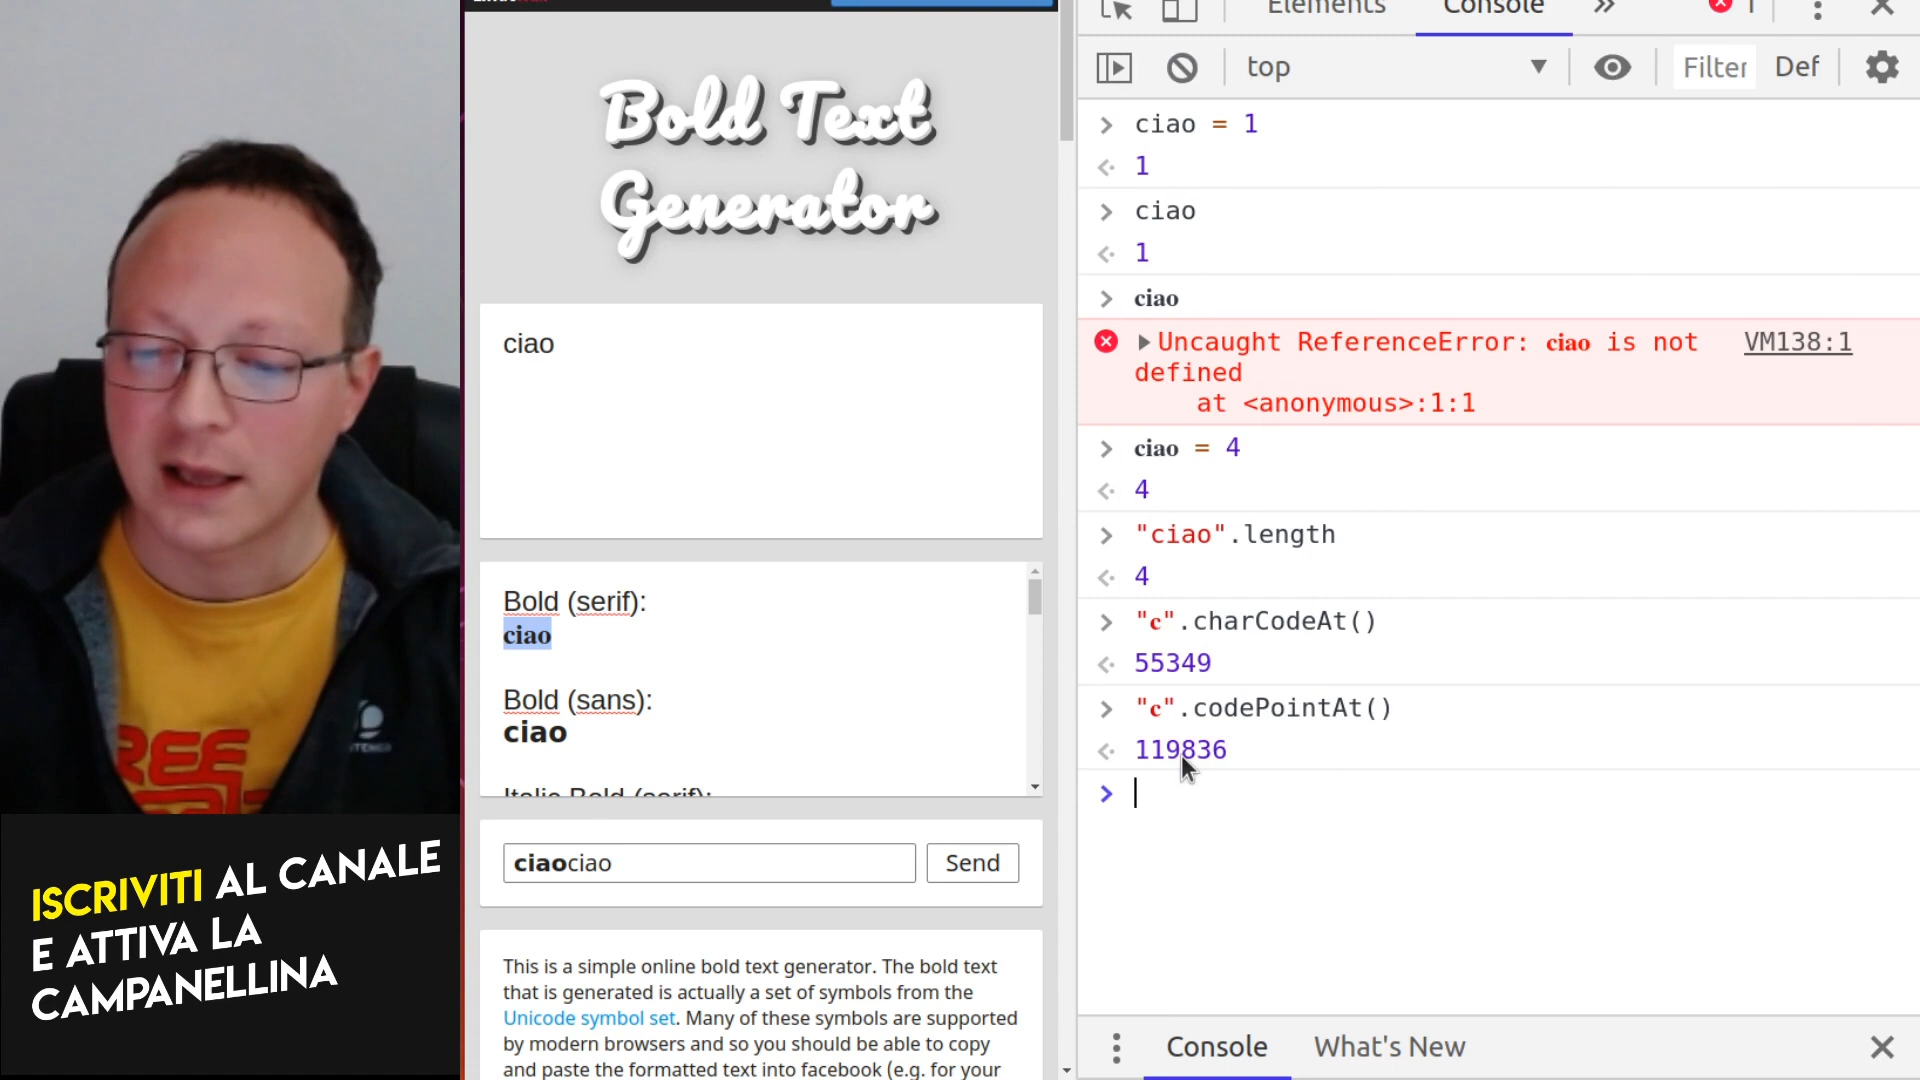 ISCRIVITI AL CANALE
E ATTIVA LA
CAMPANELLINA
Bold Text
Generator
ciao
Bold (serif):
𝐜𝐢𝐚𝐨
Bold (sans):
𝗰𝗶𝗮𝗼
Italic Bold (serif):
𝗰𝗶𝗮𝗼ciao
Send
This is a simple online bold text generator. The bold text
that is generated is actually a set of symbols from the
Unicode symbol set. Many of these symbols are supported
by modern browsers and so you should be able to copy
and paste the formatted text into facebook (e.g. for your
Elements Console 1
top Filter Def
ciao = 1
1
ciao
1
𝐜𝐢𝐚𝐨
Uncaught ReferenceError: 𝐜𝐢𝐚𝐨 is not VM138:1
defined
at <anonymous>:1:1
𝐜𝐢𝐚𝐨 = 4
4
"ciao".length
4
"𝐜".charCodeAt()
55349
"𝐜".codePointAt()
119836
Console What's New